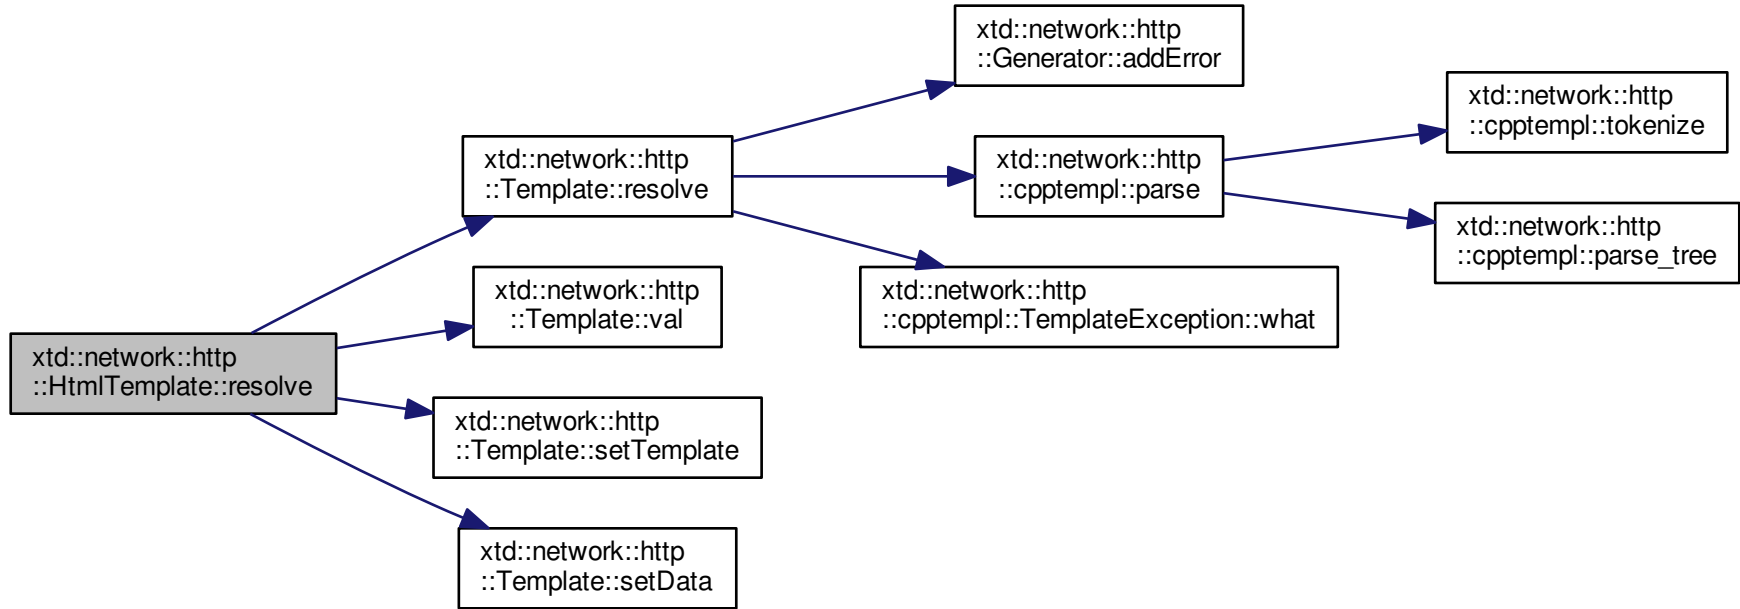 xtd::network::http
::HtmlTemplate::resolve
xtd::network::http
::Template::resolve
xtd::network::http
::Template::val
xtd::network::http
::Template::setTemplate
xtd::network::http
::Template::setData
xtd::network::http
::Generator::addError
xtd::network::http
::cpptempl::parse
xtd::network::http
::cpptempl::TemplateException::what
xtd::network::http
::cpptempl::tokenize
xtd::network::http
::cpptempl::parse_tree